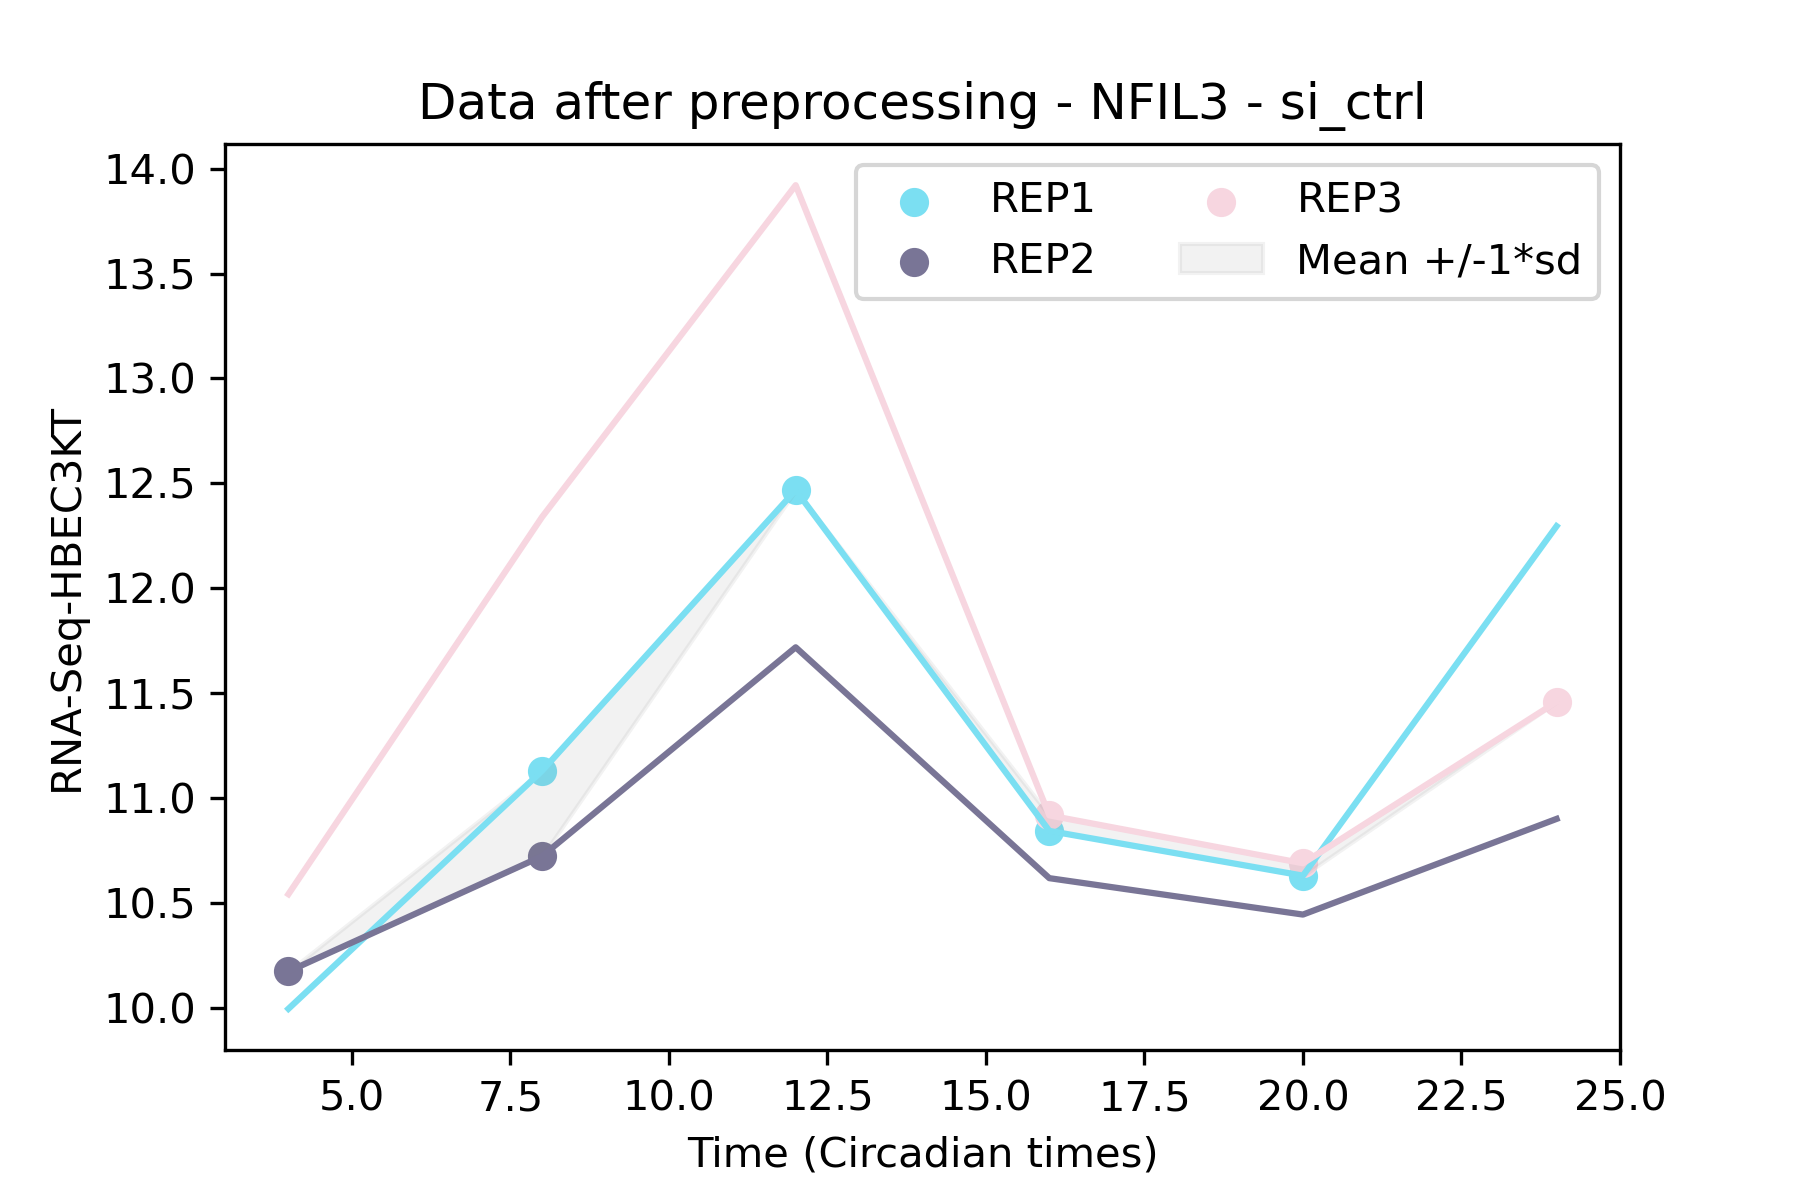 Data after preprocessing - NFIL3 - si_ctrl
REP1
REP2
REP3
Mean +/-1*sd
14.0
13.5
13.0
12.5
12.0
11.5
11.0
10.5
10.0
RNA-Seq-HBEC3KT
5.0 7.5 10.0 12.5 15.0 17.5 20.0 22.5 25.0
Time (Circadian times)